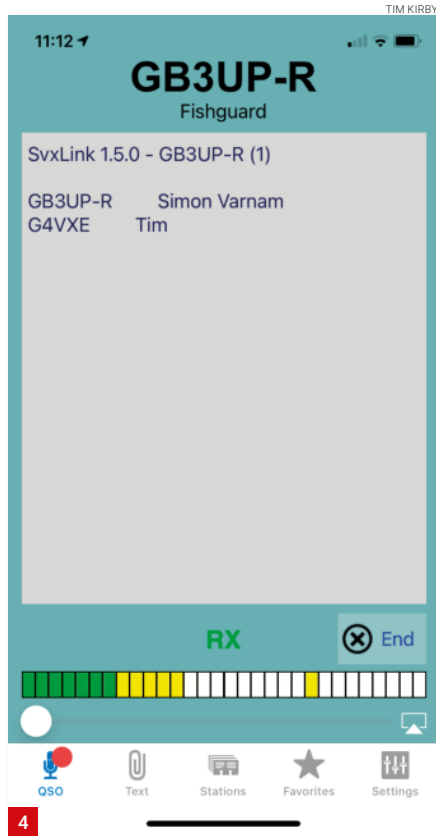 TIM KIRBY
11:12
GB3UP-R
Fishguard
SvxLink 1.5.0 - GB3UP-R (1)
GB3UP-R Simon Varnam
G4VXE Tim
RX
End
QSO Text Stations Favorites Settings
4